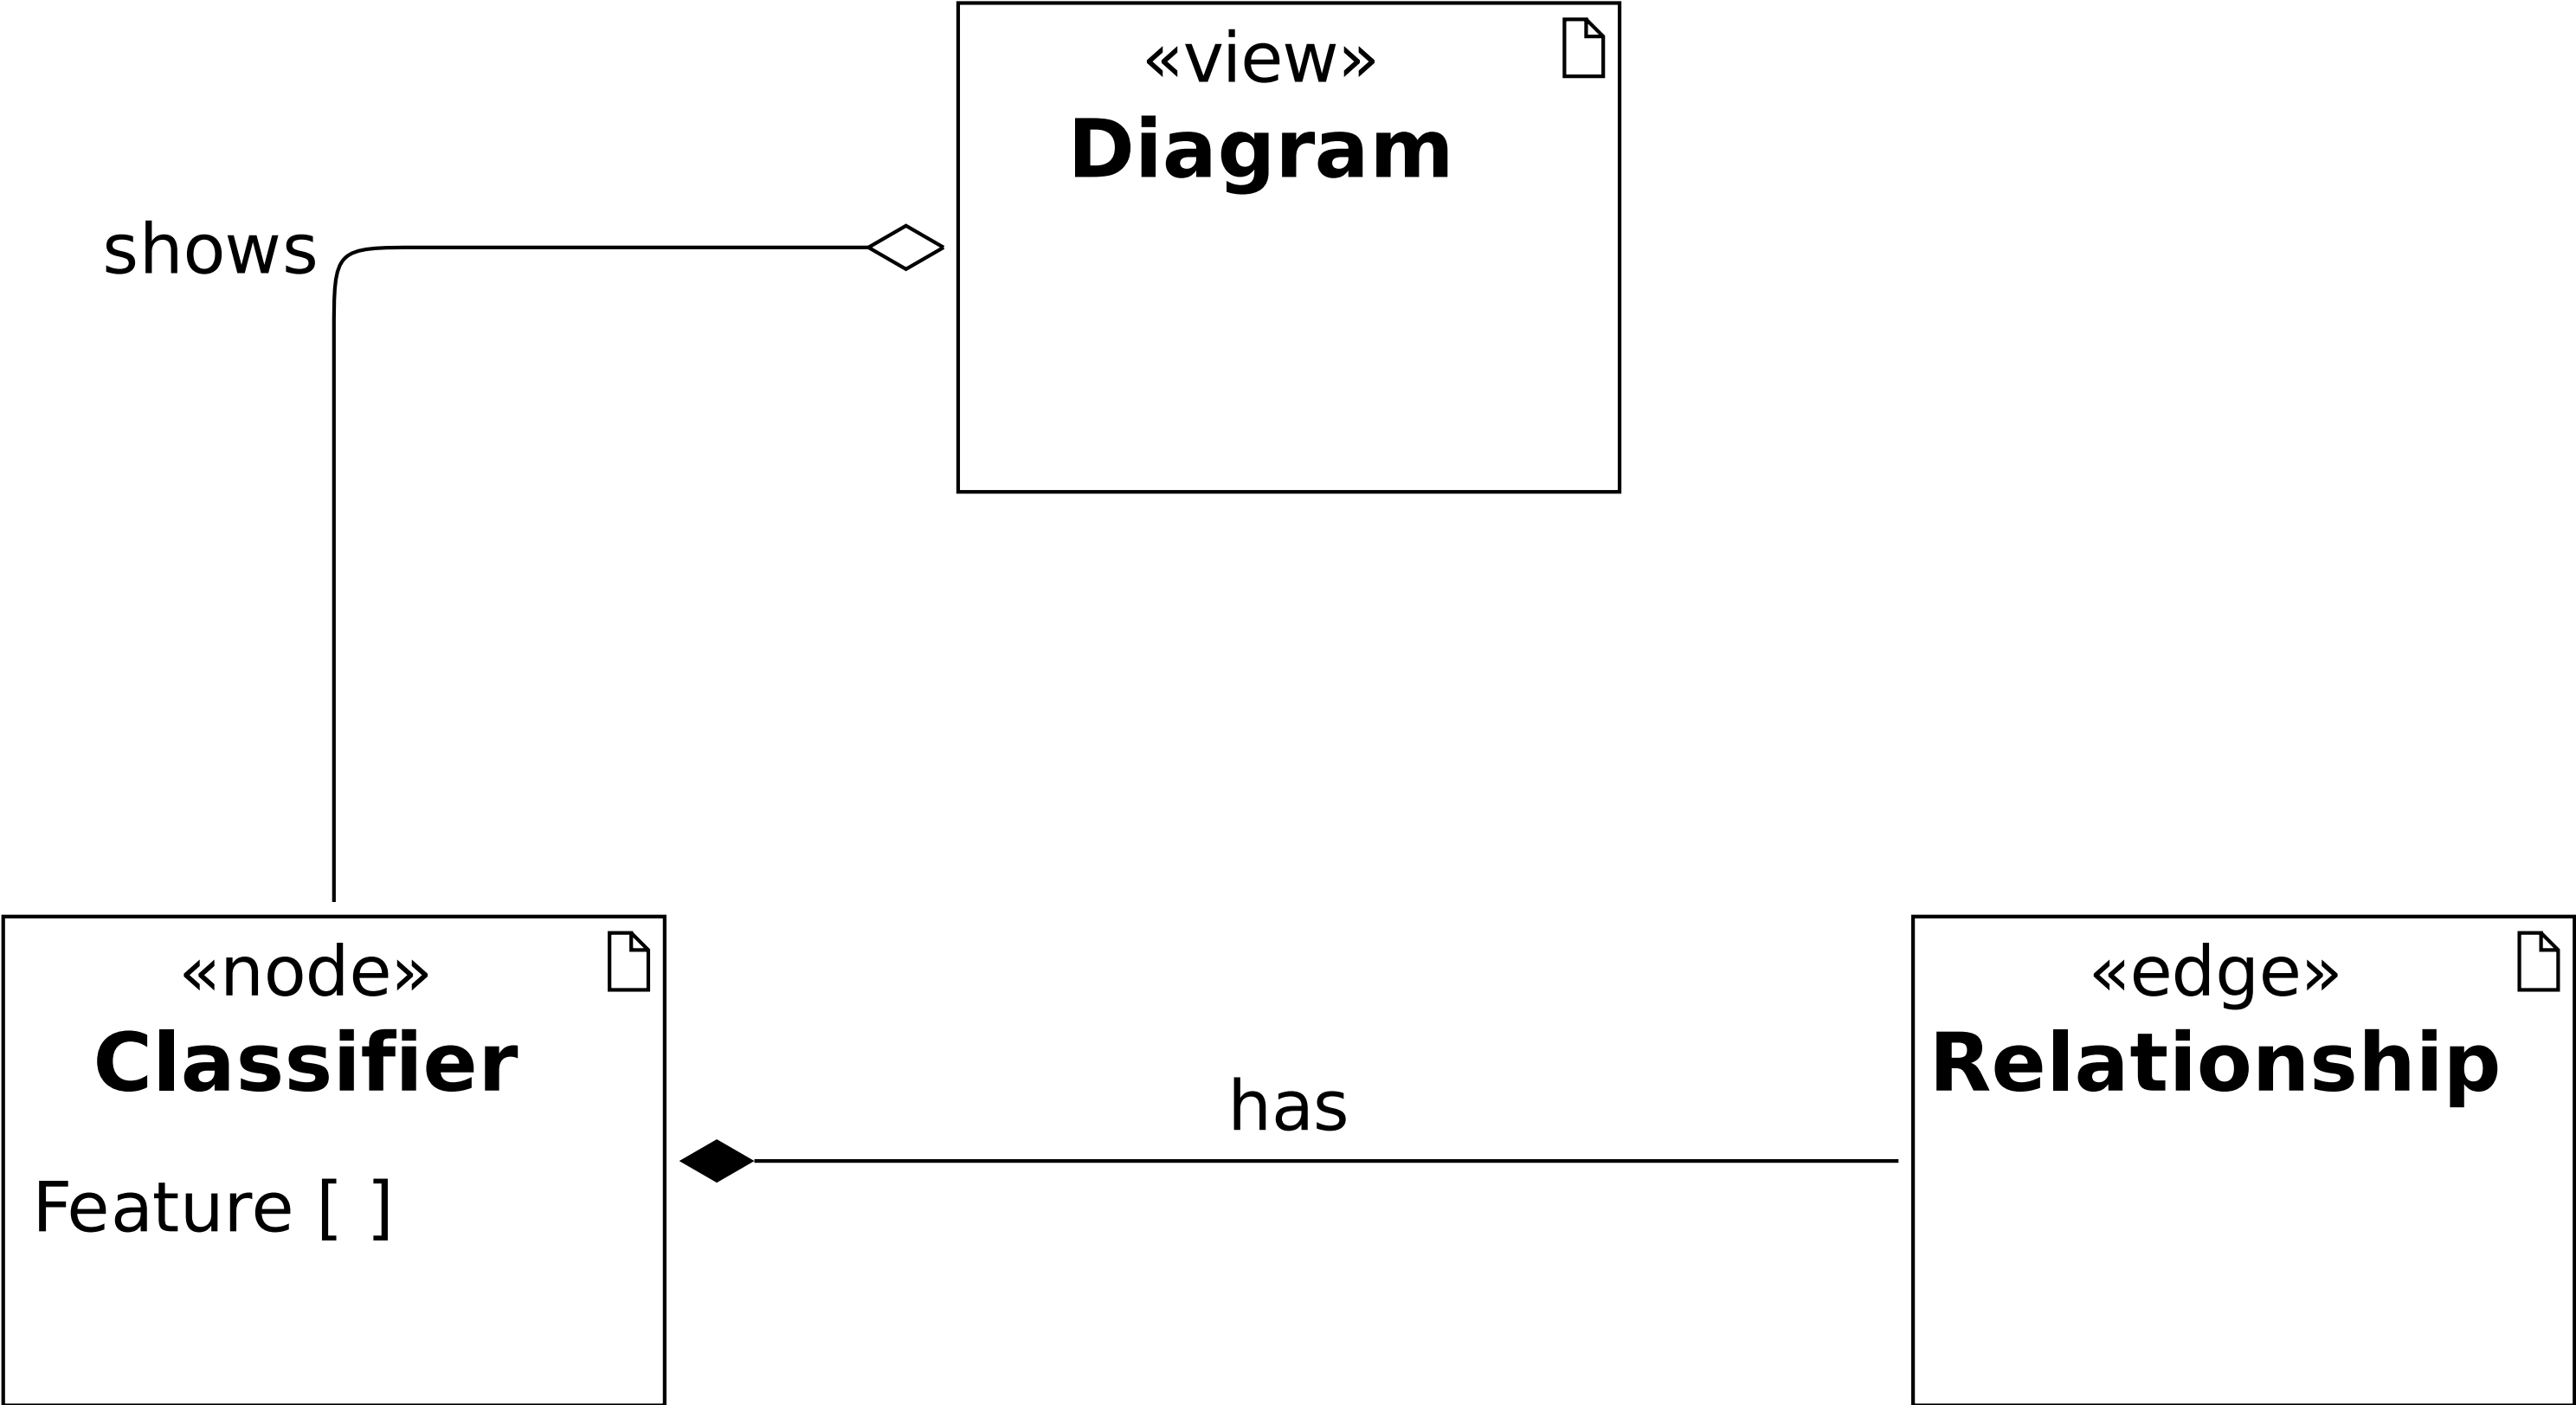 «view»
Diagram
shows
«node»
Classifier
Feature [ ]
has
«edge»
Relationship